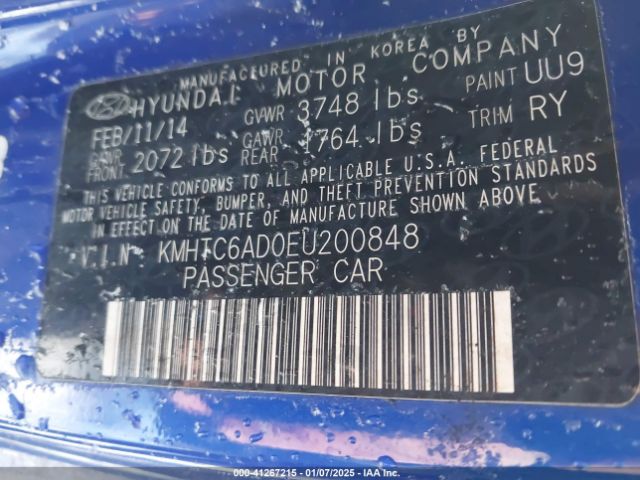 MANUFACTURED IN KOREA BY
HYUNDAI MOTOR COMPANY
FEB/11/14 GVWR 3748 lbs PAINT UU9
GAWR FRONT 2072 lbs GAWR REAR 1764 lbs TRIM RY
THIS VEHICLE CONFORMS TO ALL APPLICABLE U.S.A. FEDERAL
MOTOR VEHICLE SAFETY, BUMPER, AND THEFT PREVENTION STANDARDS
IN EFFECT ON THE DATE OF MANUFACTURE SHOWN ABOVE
V.I.N KMHTC6AD0EU200848
PASSENGER CAR
000-41267215 - 01/07/2025 - IAA Inc.